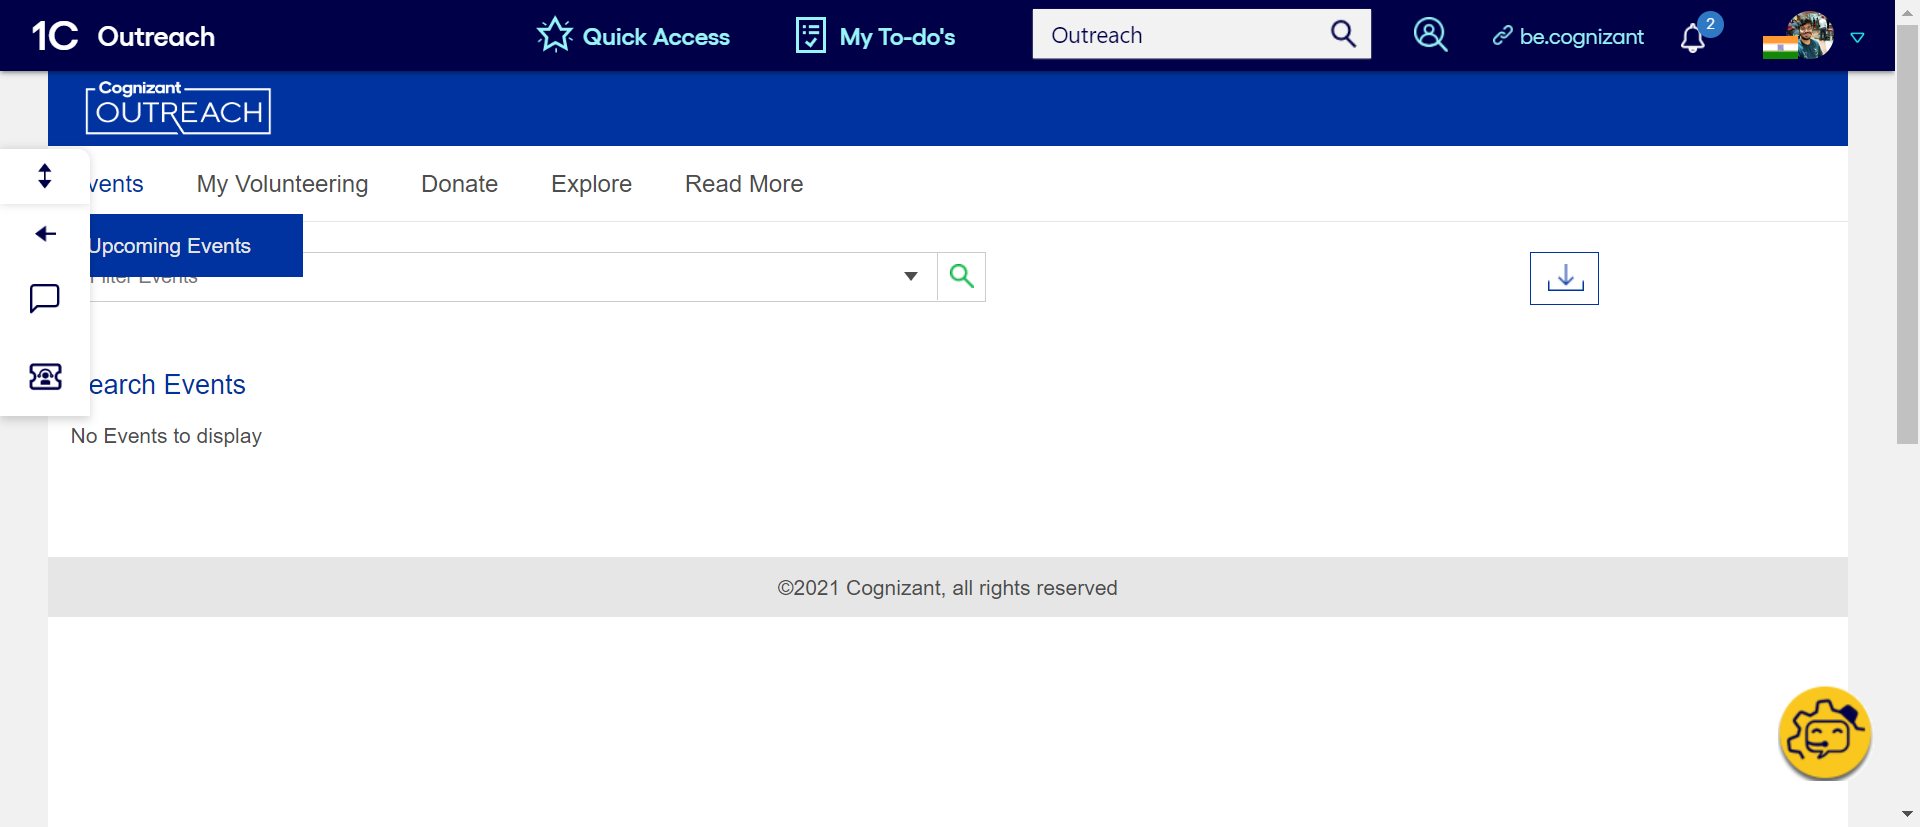 1C Outreach Quick Access My To-do's Outreach be.cognizant 2
Cognizant
OUTREACH
vents My Volunteering Donate Explore Read More
Upcoming Events
Filter Events
earch Events
No Events to display
©2021 Cognizant, all rights reserved